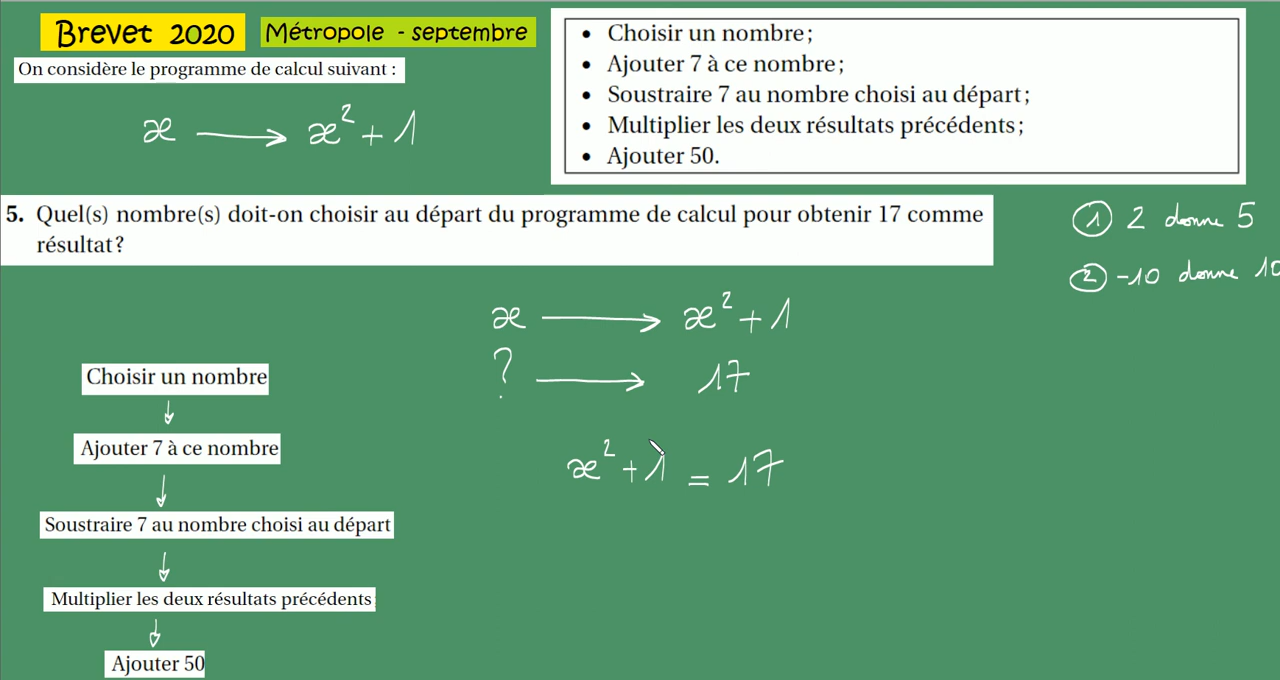 Brevet 2020 Métropole - septembre
On considère le programme de calcul suivant :
x ⟶ x² + 1
• Choisir un nombre;
• Ajouter 7 à ce nombre;
• Soustraire 7 au nombre choisi au départ;
• Multiplier les deux résultats précédents;
• Ajouter 50.
5. Quel(s) nombre(s) doit-on choisir au départ du programme de calcul pour obtenir 17 comme
résultat?
① 2 donne 5
② -10 donne 10
x ⟶ x² + 1
? ⟶ 17
x² + 1 = 17
Choisir un nombre
↓
Ajouter 7 à ce nombre
↓
Soustraire 7 au nombre choisi au départ
↓
Multiplier les deux résultats précédents
↓
Ajouter 50